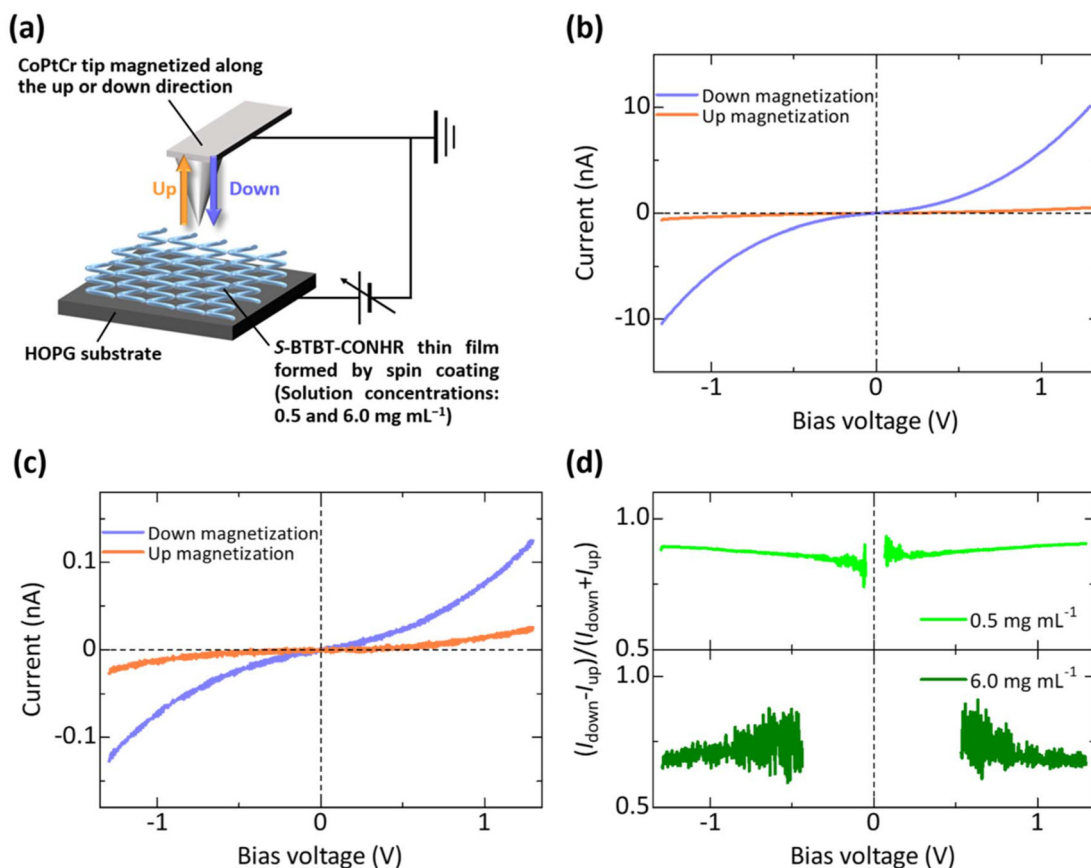 (a)
CoPtCr tip magnetized along
the up or down direction
Up
Down
HOPG substrate
S-BTBT-CONHR thin film
formed by spin coating
(Solution concentrations:
0.5 and 6.0 mg mL⁻¹)
(b)
Down magnetization
Up magnetization
Current (nA)
10
0
-10
-1
0
1
Bias voltage (V)
(c)
Down magnetization
Up magnetization
Current (nA)
0.1
0
-0.1
-1
0
1
Bias voltage (V)
(d)
(I_down-I_up)/(I_down+I_up)
1.0
0.5 mg mL⁻¹
0.5
1.0
6.0 mg mL⁻¹
0.5
-1
0
1
Bias voltage (V)